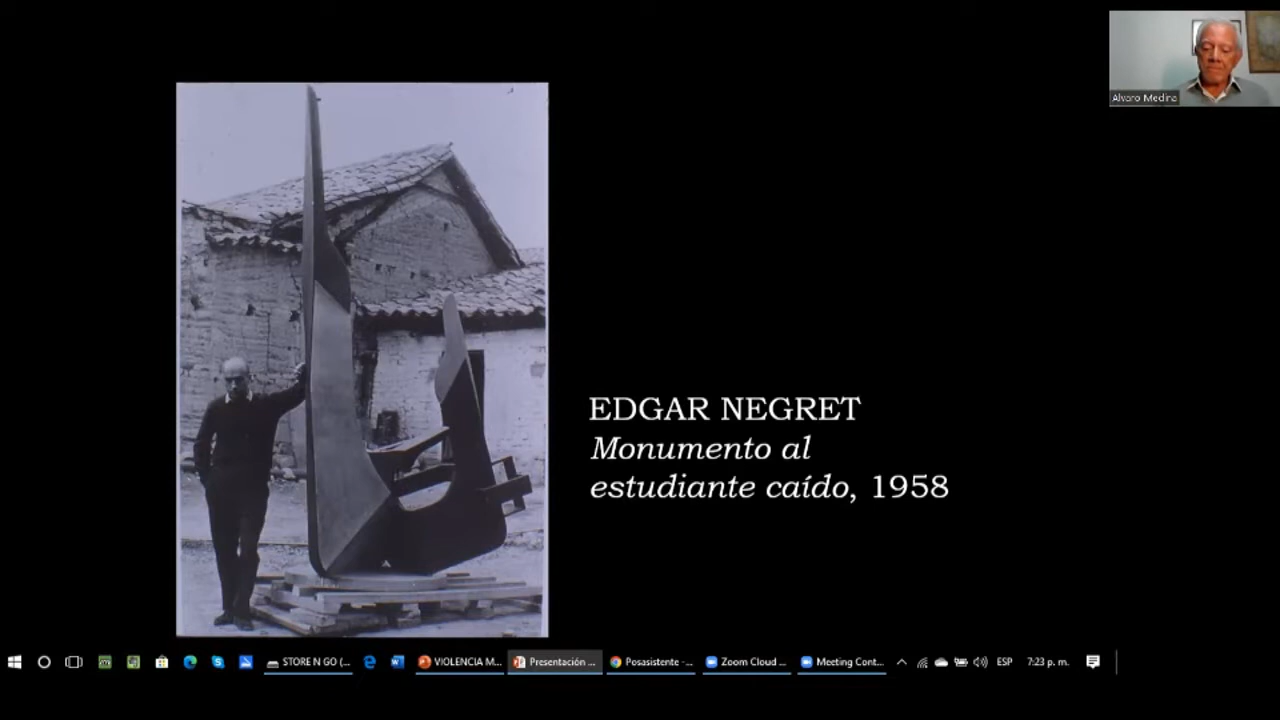 Alvaro Medina
EDGAR NEGRET
Monumento al
estudiante caído, 1958
STORE N GO (...
VIOLENCIA M...
Presentación ...
Posasistente -...
Zoom Cloud ...
Meeting Cont...
ESP
7:23 p. m.